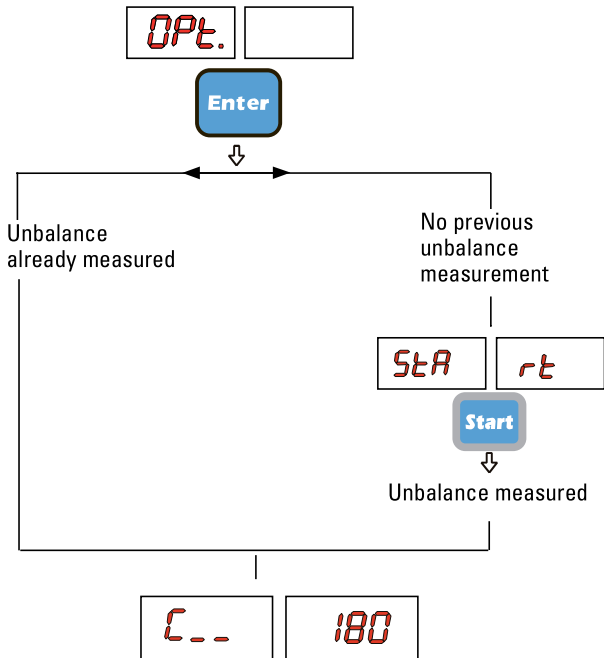 OPt.
Enter
Unbalance
already measured
No previous
unbalance
measurement
StA rt
Start
Unbalance measured
C_ _ 180